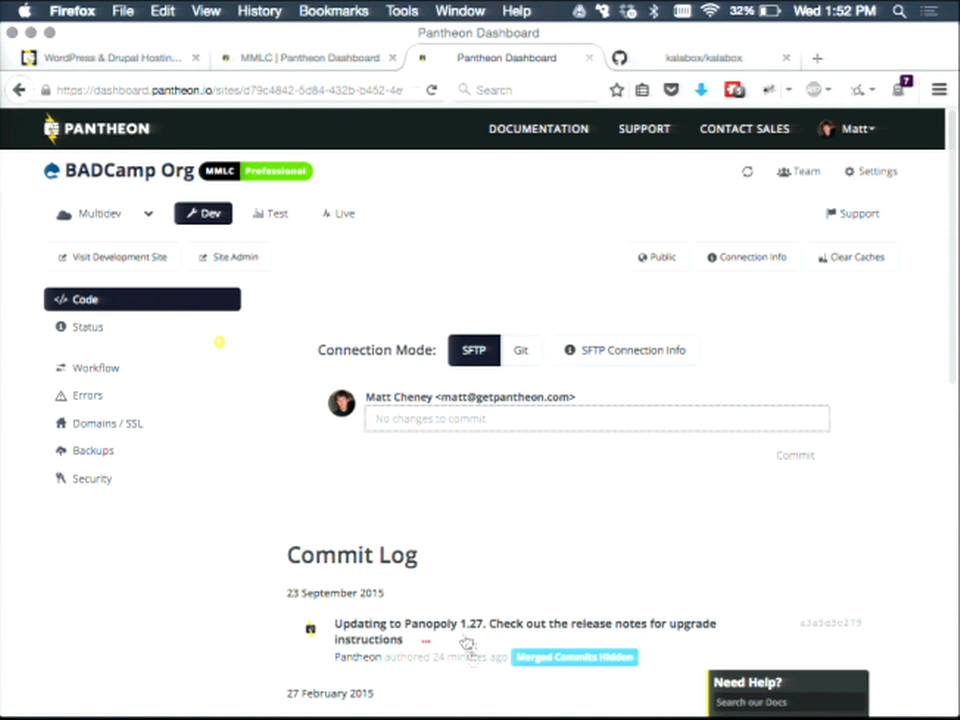 Firefox File Edit View History Bookmarks Tools Window Help 32% Wed 1:52 PM
Pantheon Dashboard
WordPress & Drupal Hostin... MMLC | Pantheon Dashboard Pantheon Dashboard kalabox/kalabox
https://dashboard.pantheon.io/sites/d79c4842-5d84-432b-b452-4e Search 7
PANTHEON DOCUMENTATION SUPPORT CONTACT SALES Matt
BADCamp Org MMLC Professional Team Settings
Multidev Dev Test Live Support
Visit Development Site Site Admin Public Connection Info Clear Caches
Code
Status
Connection Mode: SFTP Git SFTP Connection Info
Workflow
Matt Cheney <matt@getpantheon.com>
Errors
No changes to commit
Domains / SSL
Backups
Commit
Security
Commit Log
23 September 2015
Updating to Panopoly 1.27. Check out the release notes for upgrade
instructions ...
Pantheon authored 24 minutes ago Merged Commits Hidden
27 February 2015
Need Help?
Search our Docs